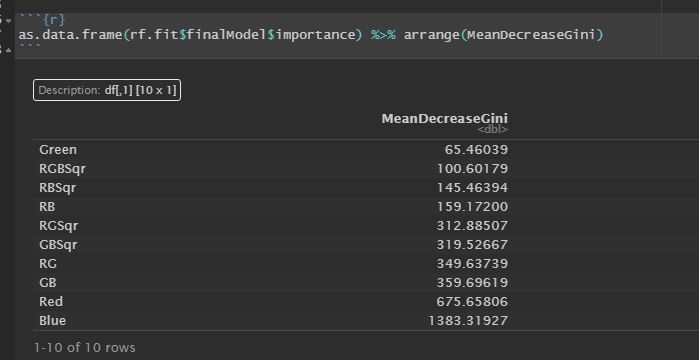 ```{r}
as.data.frame(rf.fit$finalModel$importance) %>% arrange(MeanDecreaseGini)
```
Description: df[,1] [10 x 1]
MeanDecreaseGini
<dbl>
Green 65.46039
RGBSqr 100.60179
RBSqr 145.46394
RB 159.17200
RGSqr 312.88507
GBSqr 319.52667
RG 349.63739
GB 359.69619
Red 675.65806
Blue 1383.31927
1-10 of 10 rows